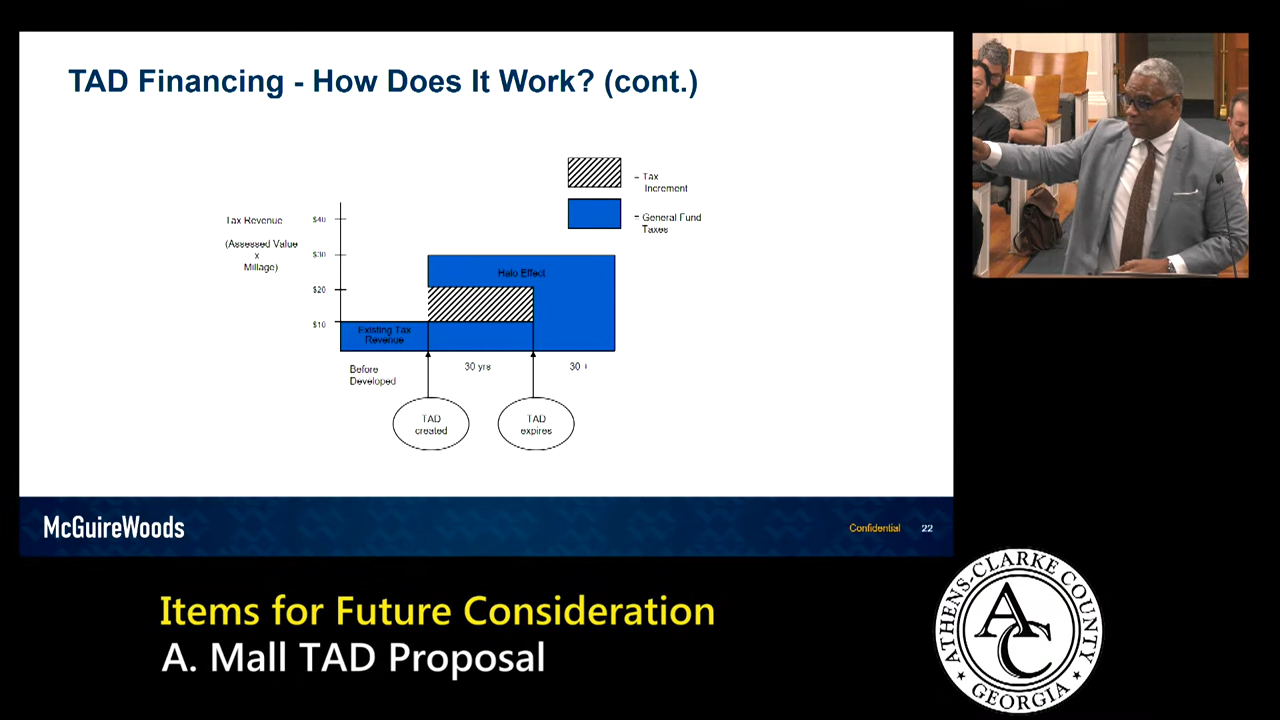 TAD Financing - How Does It Work? (cont.)
- Tax
Increment
- General Fund
Taxes
Tax Revenue
(Assessed Value
x
Millage)
$40
$30
$20
$10
Halo Effect
Existing Tax
Revenue
Before
Developed
30 yrs
30 +
TAD
created
TAD
expires
McGuireWoods
Confidential
22
Items for Future Consideration
A. Mall TAD Proposal
ATHENS-CLARKE COUNTY
AC
GEORGIA